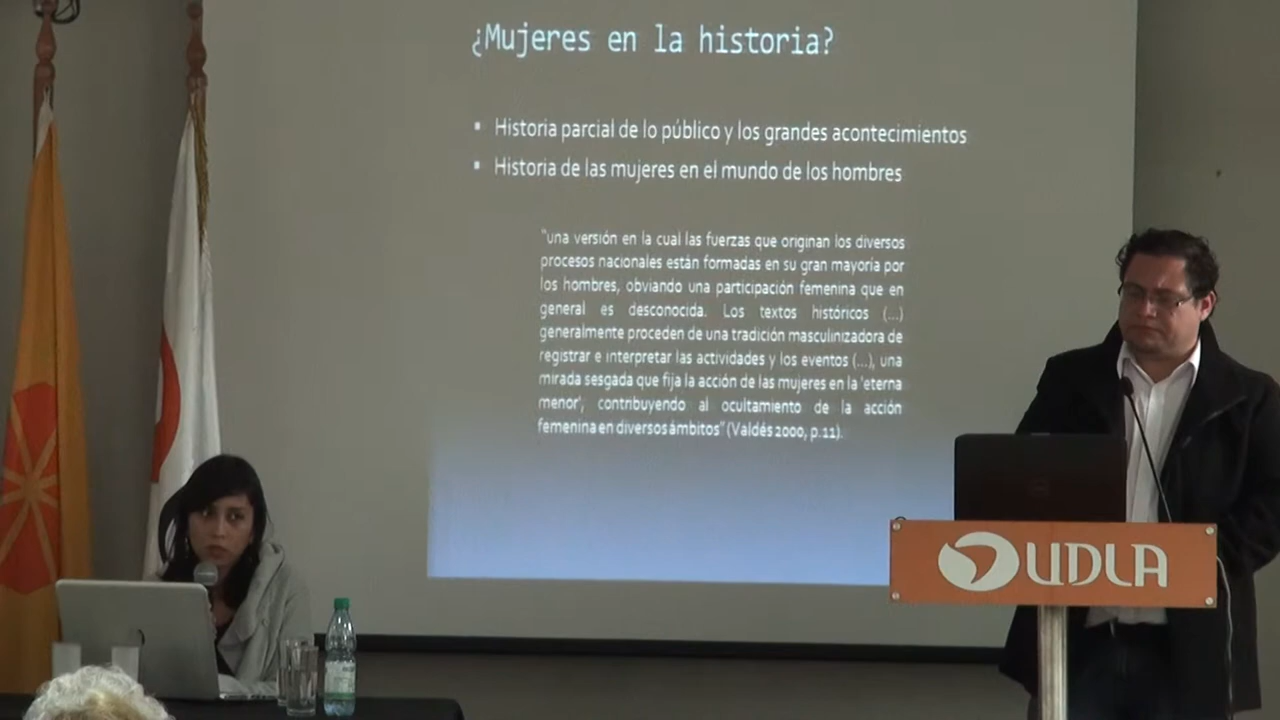 ¿Mujeres en la historia?
Historia parcial de lo público y los grandes acontecimientos
Historia de las mujeres en el mundo de los hombres
"una versión en la cual las fuerzas que originan los diversos
procesos nacionales están formadas en su gran mayoría por
los hombres, obviando una participación femenina que en
general es desconocida. Los textos históricos (...)
generalmente proceden de una tradición masculinizadora de
registrar e interpretar las actividades y los eventos (...), una
mirada sesgada que fija la acción de las mujeres en la 'eterna
menor', contribuyendo al ocultamiento de la acción
femenina en diversos ámbitos" (Valdés 2000, p.11).
UDLA